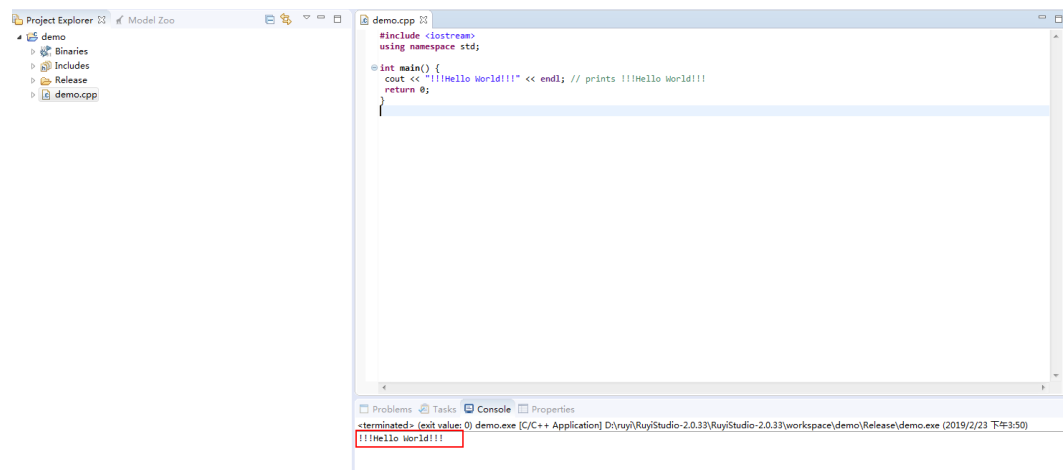 Project Explorer
Model Zoo
demo
Binaries
Includes
Release
demo.cpp
demo.cpp
#include <iostream>
using namespace std;
int main() {
cout << "!!!Hello World!!!" << endl; // prints !!!Hello World!!!
return 0;
}
Problems Tasks Console Properties
<terminated> (exit value: 0) demo.exe [C/C++ Application] D:\ruyi\RuyiStudio-2.0.33\RuyiStudio-2.0.33\workspace\demo\Release\demo.exe (2019/2/23 下午3:50)
!!!Hello World!!!